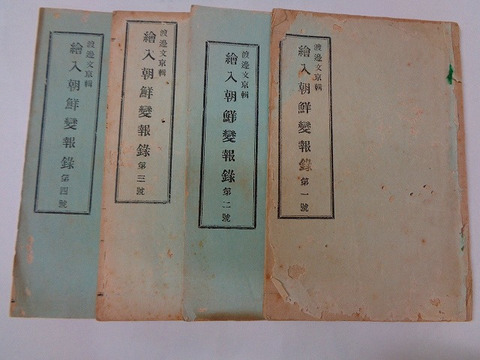 渡邊文京輯
繪入朝鮮變報錄 第一號
渡邊文京輯
繪入朝鮮變報錄 第二號
渡邊文京輯
繪入朝鮮變報錄 第三號
渡邊文京輯
繪入朝鮮變報錄 第四號